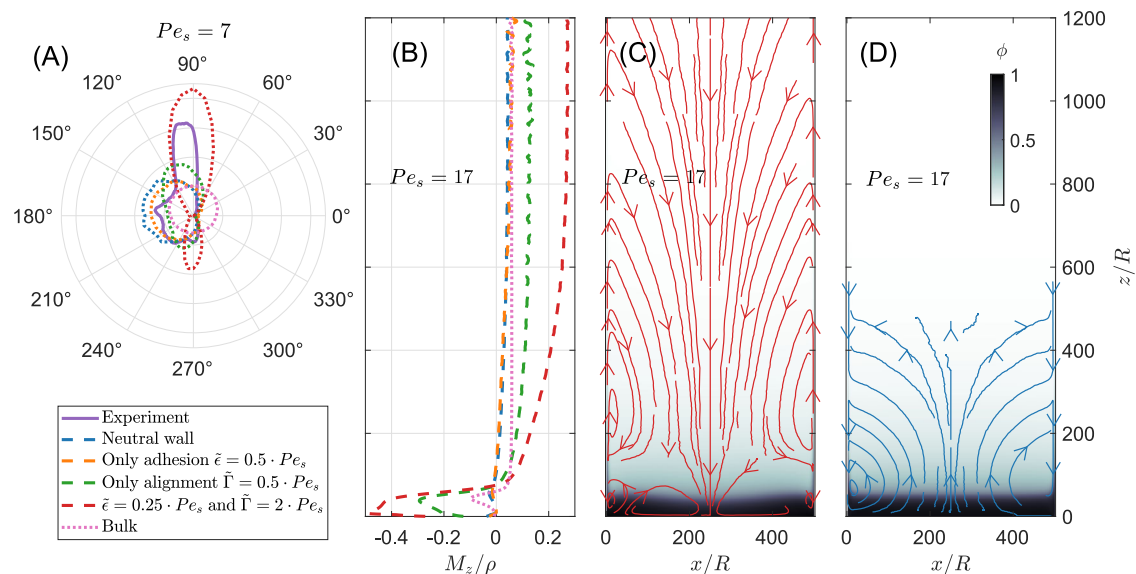 (A)
Pe_s = 7
90°
60°
30°
0°
330°
300°
270°
240°
210°
180°
150°
120°
Experiment
Neutral wall
Only adhesion ε̃ = 0.5 · Pe_s
Only alignment Γ̃ = 0.5 · Pe_s
ε̃ = 0.25 · Pe_s and Γ̃ = 2 · Pe_s
Bulk
(B)
Pe_s = 17
-0.4 -0.2 0 0.2
M_z/ρ
(C)
Pe_s = 17
0 200 400
x/R
(D)
ϕ
1
0.5
0
Pe_s = 17
0 200 400
x/R
1200
1000
800
600
400
200
0
z/R